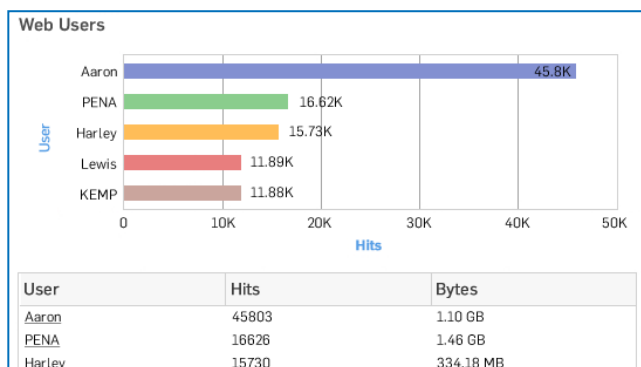 Web Users
Aaron 45.8K
PENA 16.62K
Harley 15.73K
Lewis 11.89K
KEMP 11.88K
User
0 10K 20K 30K 40K 50K
Hits
User Hits Bytes
Aaron 45803 1.10 GB
PENA 16626 1.46 GB
Harley 15730 334.18 MB